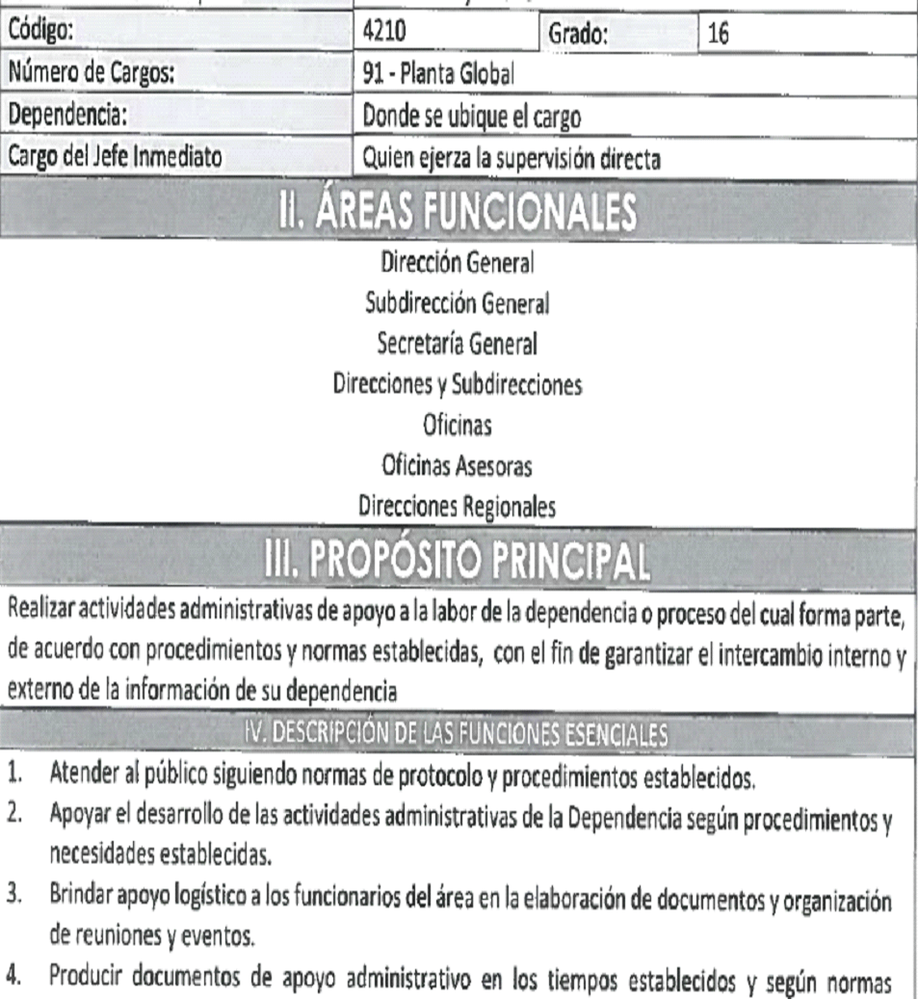 Código: 4210 Grado: 16
Número de Cargos: 91 - Planta Global
Dependencia: Donde se ubique el cargo
Cargo del Jefe Inmediato Quien ejerza la supervisión directa
II. ÁREAS FUNCIONALES
Dirección General
Subdirección General
Secretaría General
Direcciones y Subdirecciones
Oficinas
Oficinas Asesoras
Direcciones Regionales
III. PROPÓSITO PRINCIPAL
Realizar actividades administrativas de apoyo a la labor de la dependencia o proceso del cual forma parte,
de acuerdo con procedimientos y normas establecidas, con el fin de garantizar el intercambio interno y
externo de la información de su dependencia
IV. DESCRIPCIÓN DE LAS FUNCIONES ESENCIALES
1. Atender al público siguiendo normas de protocolo y procedimientos establecidos.
2. Apoyar el desarrollo de las actividades administrativas de la Dependencia según procedimientos y
necesidades establecidas.
3. Brindar apoyo logístico a los funcionarios del área en la elaboración de documentos y organización
de reuniones y eventos.
4. Producir documentos de apoyo administrativo en los tiempos establecidos y según normas